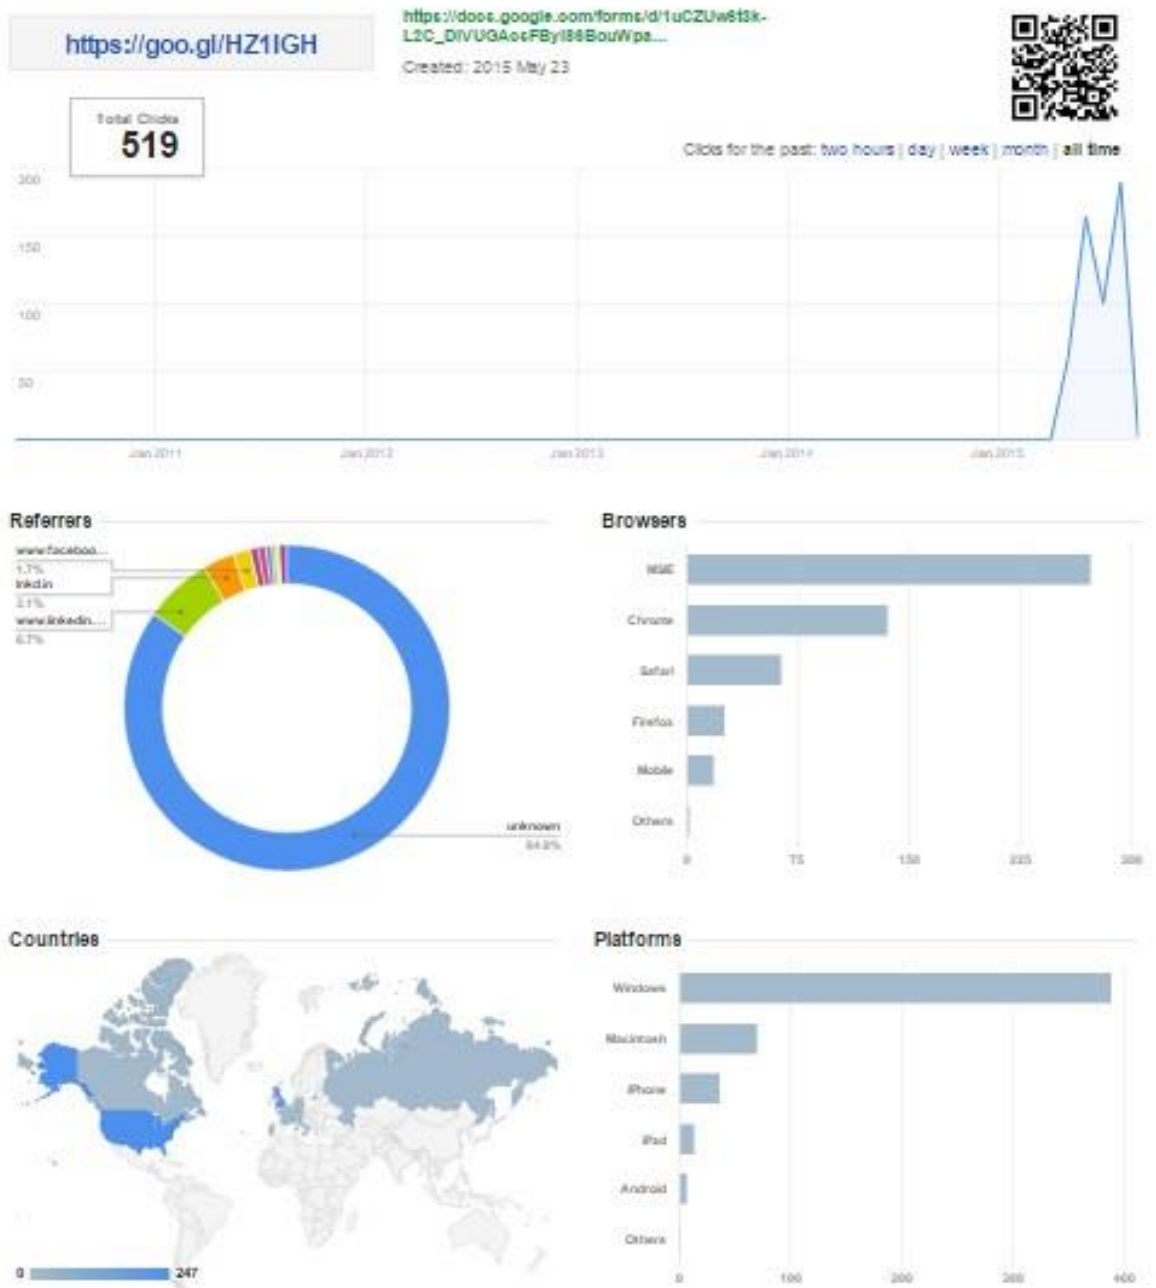 https://goo.gl/HZ1IGH
https://docs.google.com/forms/d/
Created: 2015 May 23
Total Clicks
519
Clicks for the past: two hours | day | week | month | all time
200
150
100
50
Jan 2011
Jan 2012
Jan 2013
Jan 2014
Jan 2015
Referrers
www.faceboo...
1.7%
lnkd.in
3.1%
www.linkedin....
6.7%
unknown
Browsers
MSIE
Chrome
Safari
Firefox
Mobile
Others
0
75
150
225
300
Countries
0
247
Platforms
Windows
Macintosh
iPhone
iPad
Android
Others
0
100
200
300
400